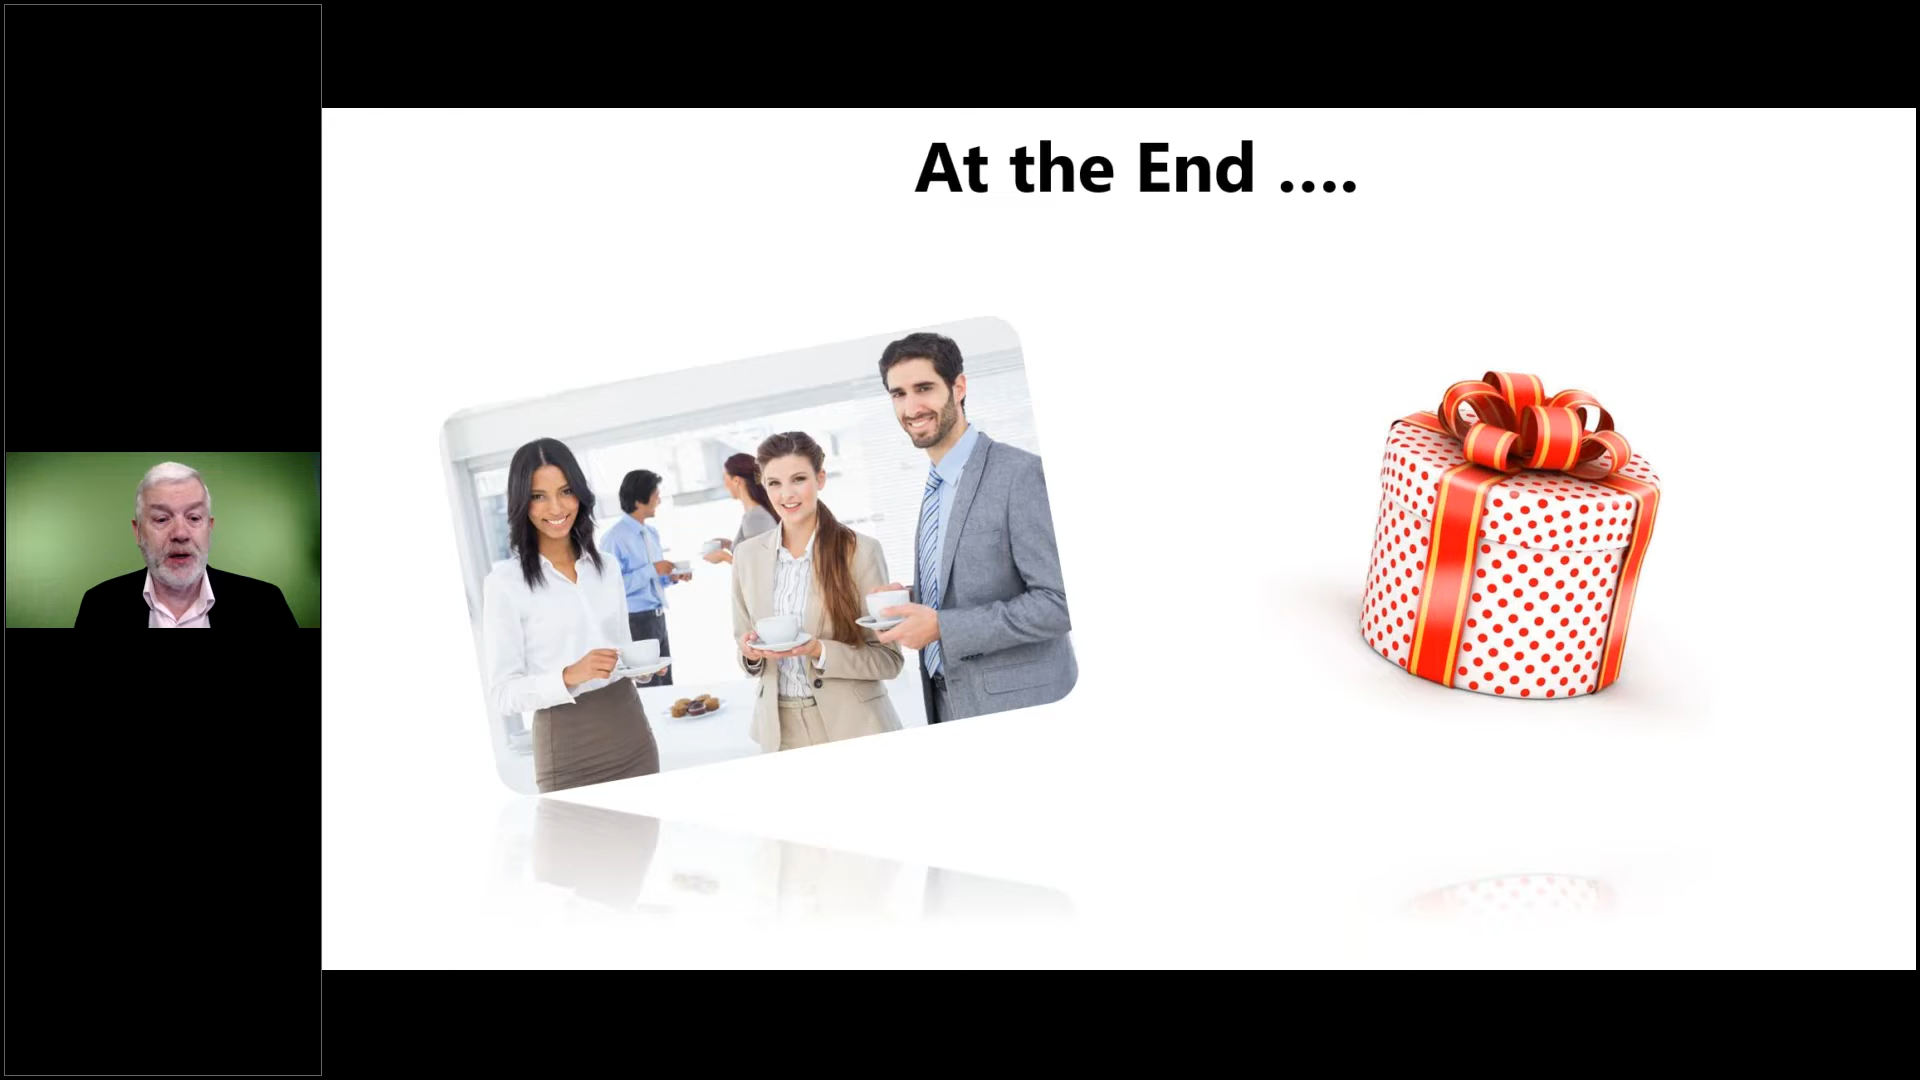 At the End ....